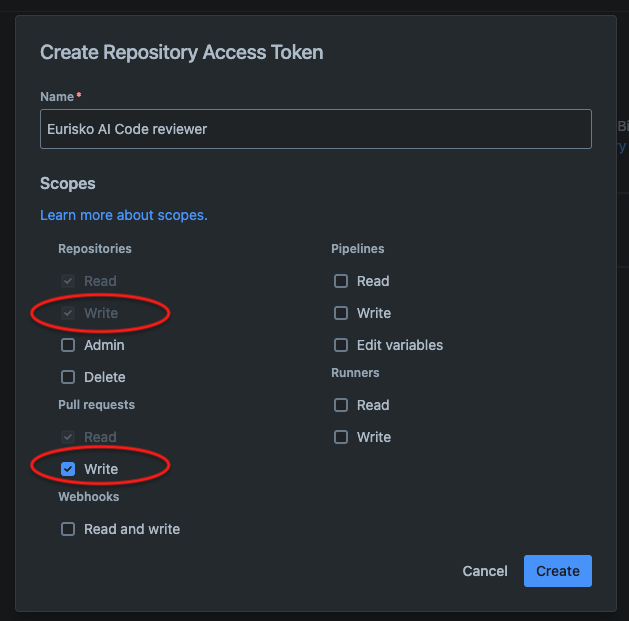 Create Repository Access Token
Name *
Eurisko AI Code reviewer
Scopes
Learn more about scopes.
Repositories
Read
Write
Admin
Delete
Pull requests
Read
Write
Webhooks
Read and write
Pipelines
Read
Write
Edit variables
Runners
Read
Write
Cancel
Create